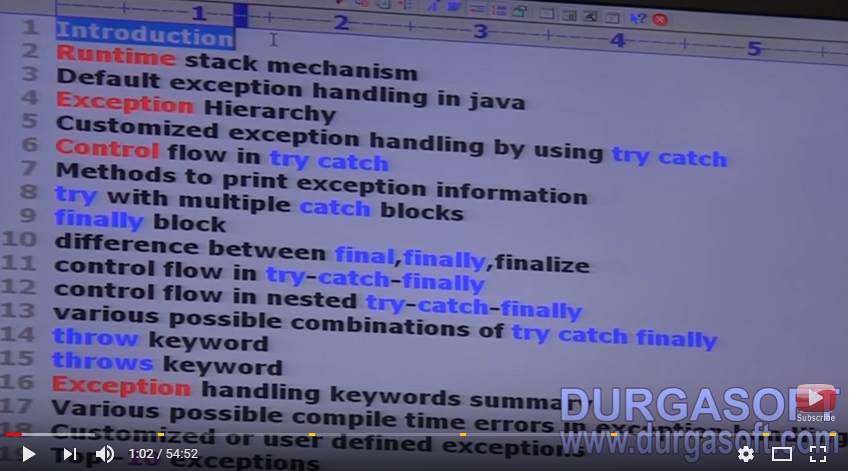 1 2 3 4 5
1 Introduction
2 Runtime stack mechanism
3 Default exception handling in java
4 Exception Hierarchy
5 Customized exception handling by using try catch
6 Control flow in try catch
7 Methods to print exception information
8 try with multiple catch blocks
9 finally block
10 difference between final,finally,finalize
11 control flow in try-catch-finally
12 control flow in nested try-catch-finally
13 various possible combinations of try catch finally
14 throw keyword
15 throws keyword
16 Exception handling keywords summary
17 Various possible compile time errors in exception handling
18 Customized or user defined exceptions
Top 10 exceptions
DURGASOFT
www.durgasoft.com
Subscribe
1:02 / 54:52